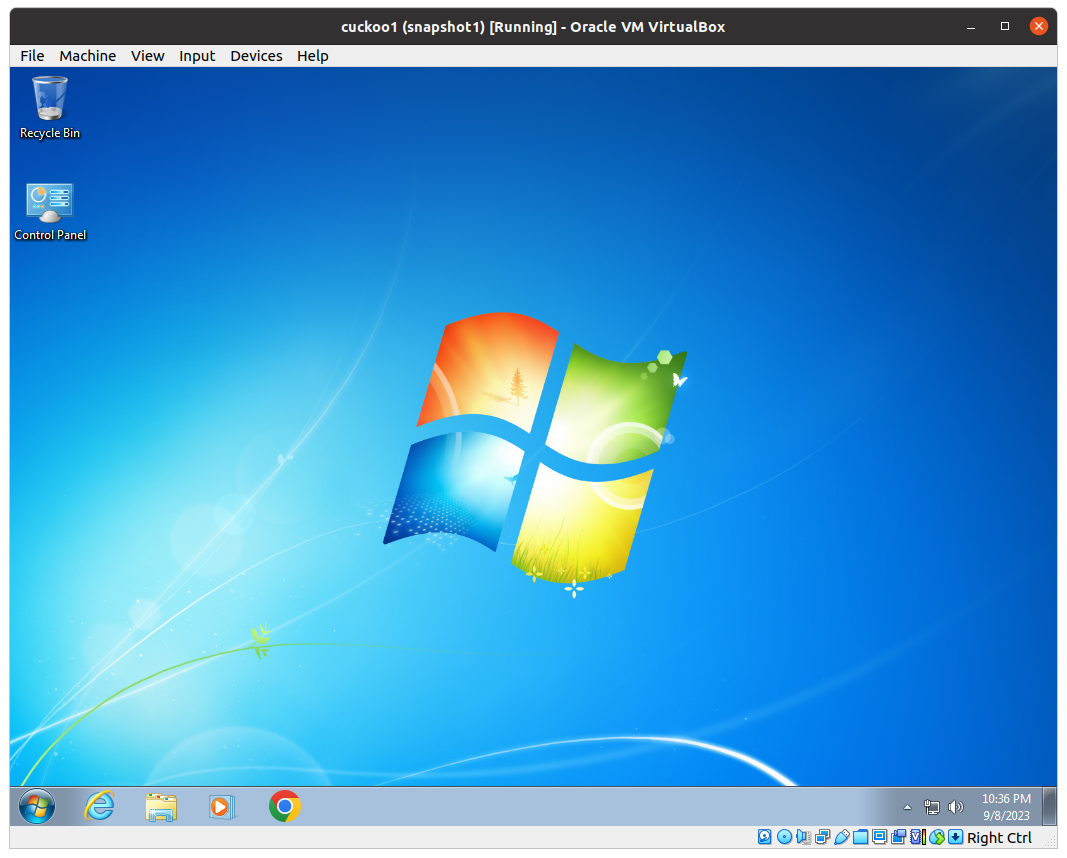 cuckoo1 (snapshot1) [Running] - Oracle VM VirtualBox
File Machine View Input Devices Help
Recycle Bin
Control Panel
10:36 PM
9/8/2023
Right Ctrl